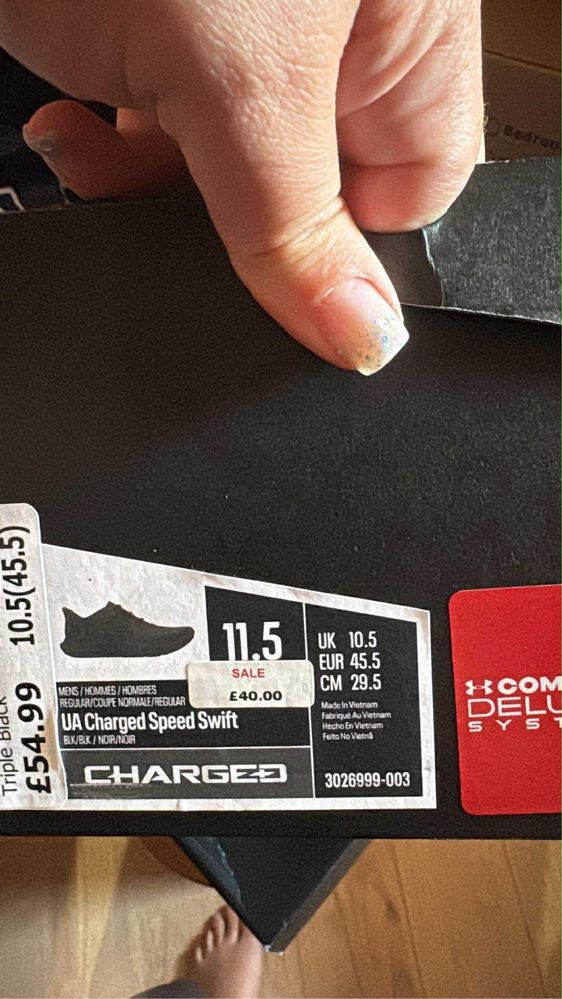 Triple Black
£54.99 10.5(45.5)
11.5
UK 10.5
EUR 45.5
CM 29.5
SALE
£40.00
MENS / HOMMES / HOMBRES
REGULAR/COUPE NORMALE/REGULAR
UA Charged Speed Swift
BLK/BLK / NOIR/NOIR
CHARGED
Made In Vietnam
Fabriqué Au Vietnam
Hecho En Vietnam
Feito No Vietnã
3026999-003
COM
DELU
SYST